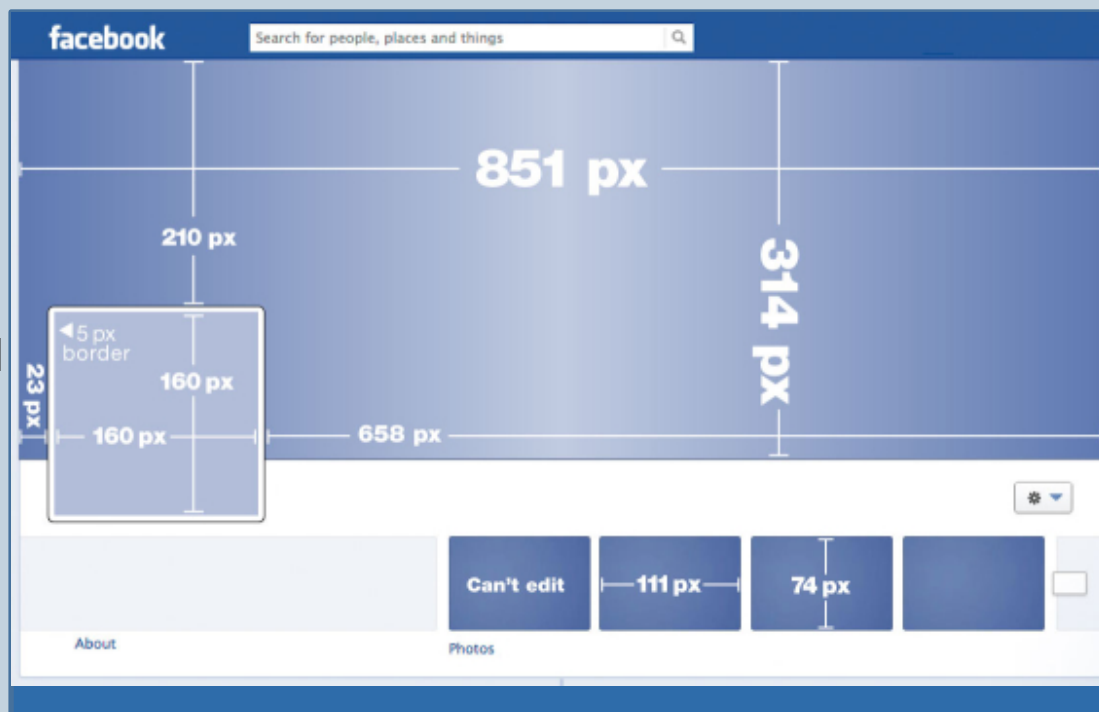 facebook
Search for people, places and things
851 px
210 px
314 px
5 px
border
160 px
23 px
160 px
658 px
Can't edit
111 px
74 px
About
Photos